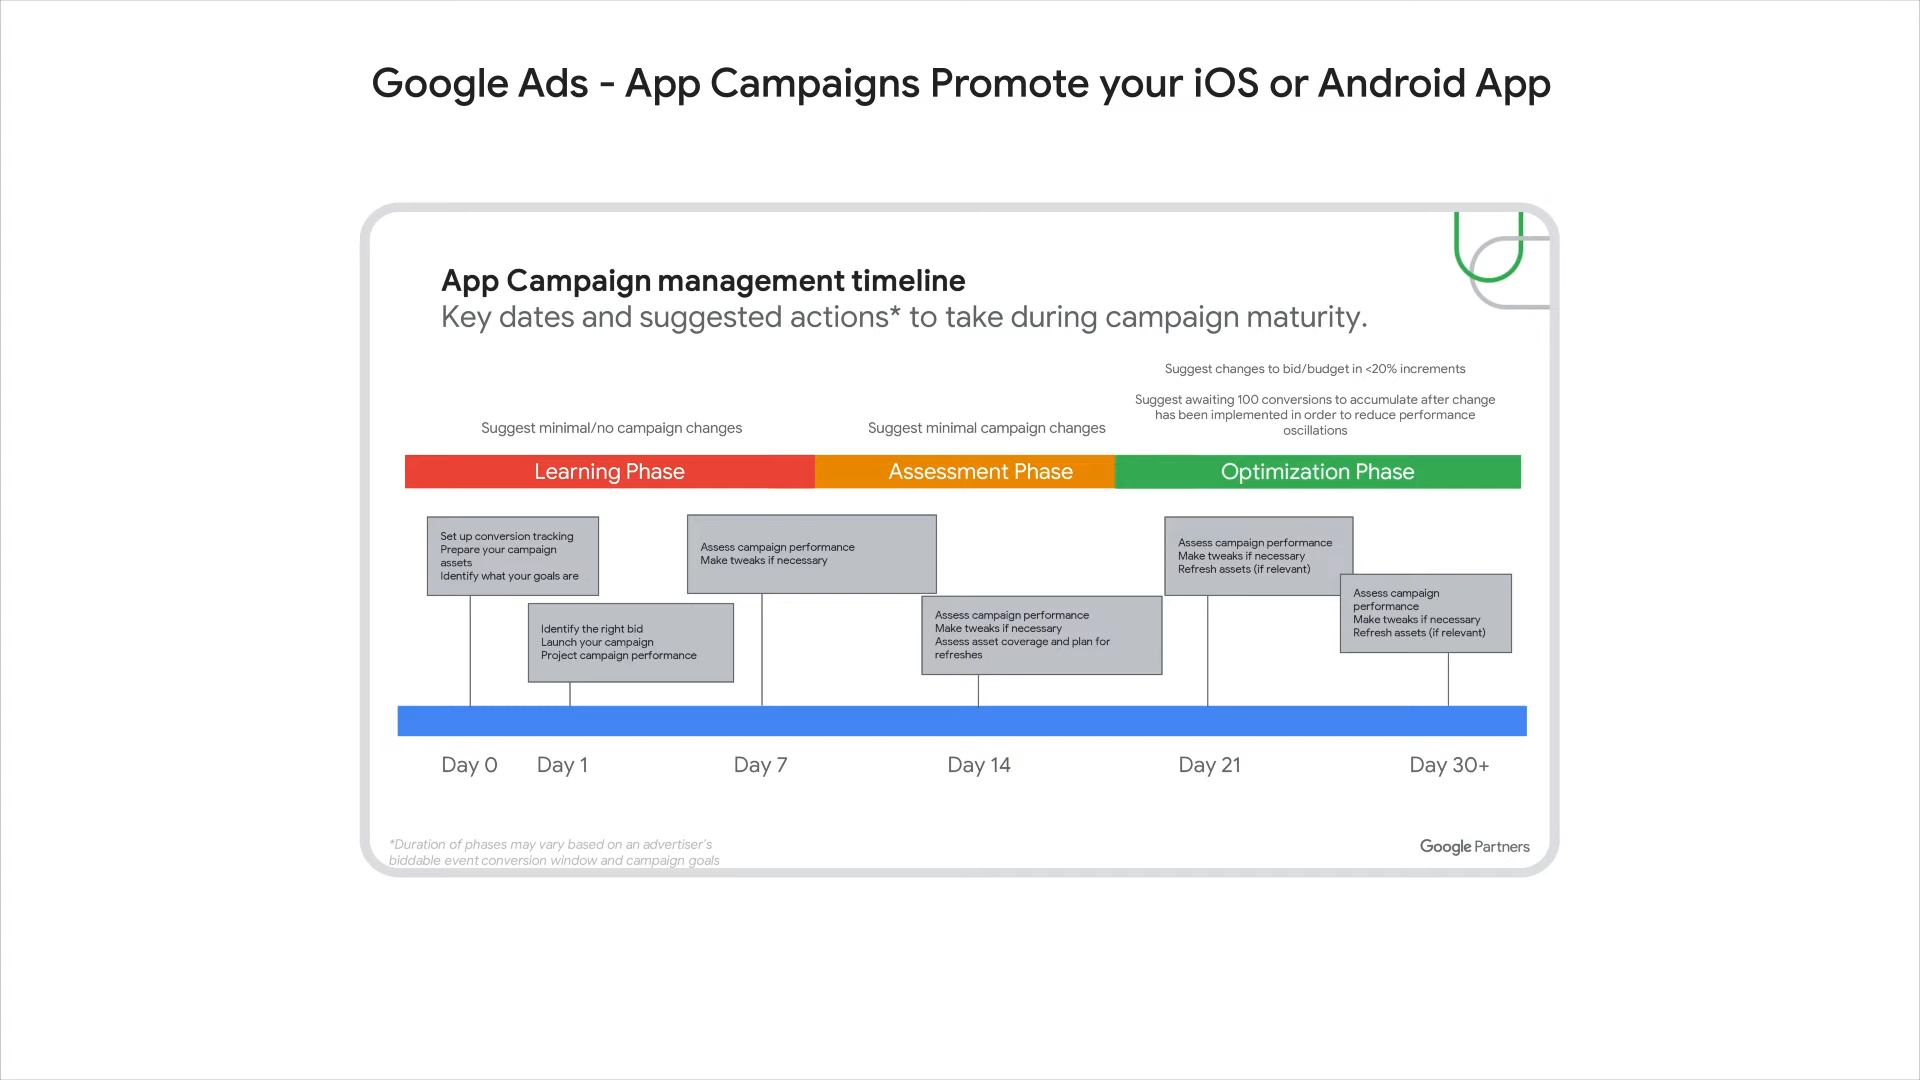 Google Ads - App Campaigns Promote your iOS or Android App
App Campaign management timeline
Key dates and suggested actions* to take during campaign maturity.
Suggest minimal/no campaign changes
Suggest minimal campaign changes
Suggest changes to bid/budget in <20% increments
Suggest awaiting 100 conversions to accumulate after change
has been implemented in order to reduce performance
oscillations
Learning Phase
Assessment Phase
Optimization Phase
Set up conversion tracking
Prepare your campaign
assets
Identify what your goals are
Identify the right bid
Launch your campaign
Project campaign performance
Assess campaign performance
Make tweaks if necessary
Assess campaign performance
Make tweaks if necessary
Assess asset coverage and plan for
refreshes
Assess campaign performance
Make tweaks if necessary
Refresh assets (if relevant)
Assess campaign
performance
Make tweaks if necessary
Refresh assets (if relevant)
Day 0
Day 1
Day 7
Day 14
Day 21
Day 30+
*Duration of phases may vary based on an advertiser's
biddable event conversion window and campaign goals
Google Partners